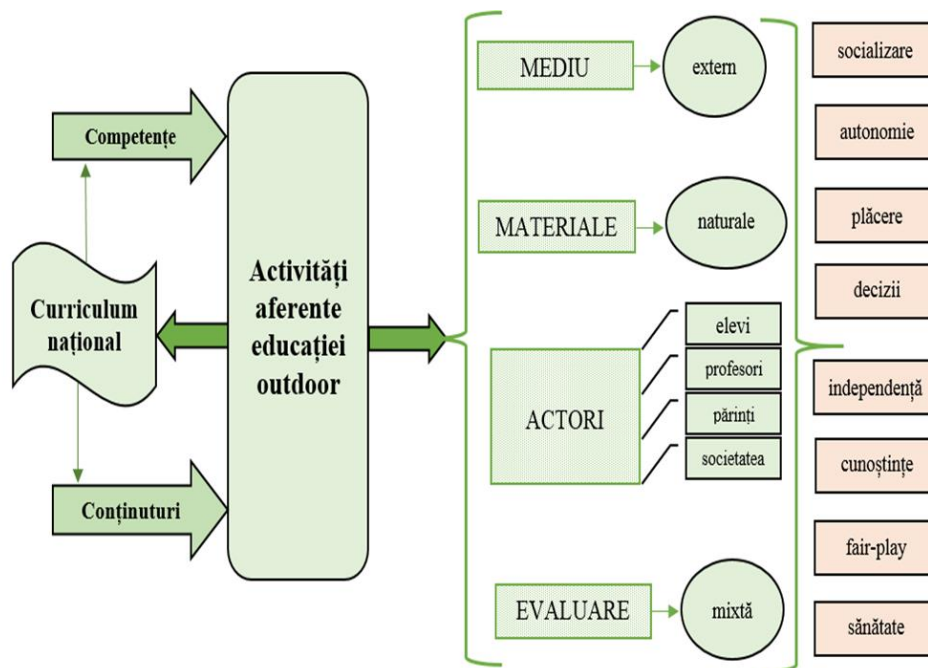 Competențe
Curriculum
național
Conținuturi
Activități
aferente
educației
outdoor
MEDIU
extern
MATERIALE
naturale
ACTORI
elevi
profesori
părinți
societatea
EVALUARE
mixtă
socializare
autonomie
plăcere
decizii
independență
cunoștințe
fair-play
sănătate